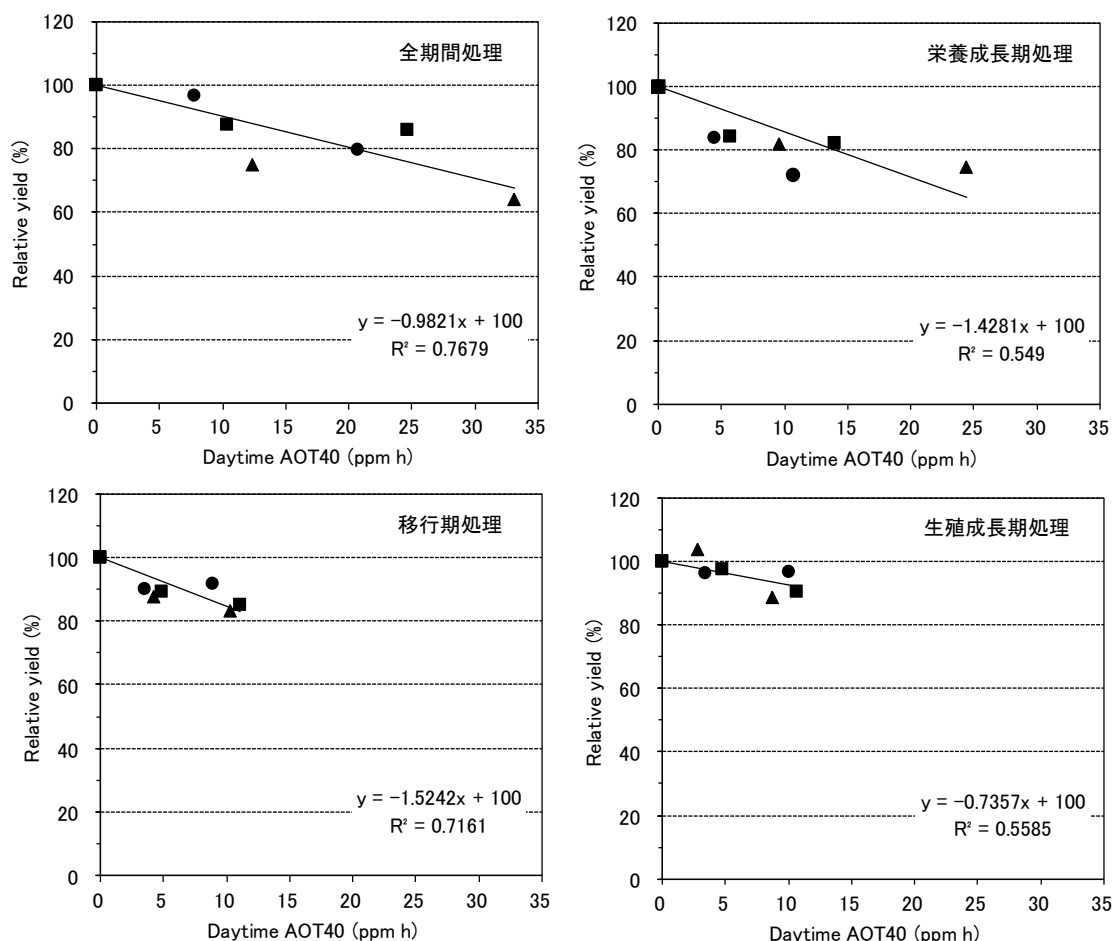 全期間処理
120
100
80
60
40
20
0
Relative yield (%)
y = −0.9821x + 100
R² = 0.7679
0 5 10 15 20 25 30 35
Daytime AOT40 (ppm h)
栄養成長期処理
120
100
80
60
40
20
0
Relative yield (%)
y = −1.4281x + 100
R² = 0.549
0 5 10 15 20 25 30 35
Daytime AOT40 (ppm h)
移行期処理
120
100
80
60
40
20
0
Relative yield (%)
y = −1.5242x + 100
R² = 0.7161
0 5 10 15 20 25 30 35
Daytime AOT40 (ppm h)
生殖成長期処理
120
100
80
60
40
20
0
Relative yield (%)
y = −0.7357x + 100
R² = 0.5585
0 5 10 15 20 25 30 35
Daytime AOT40 (ppm h)